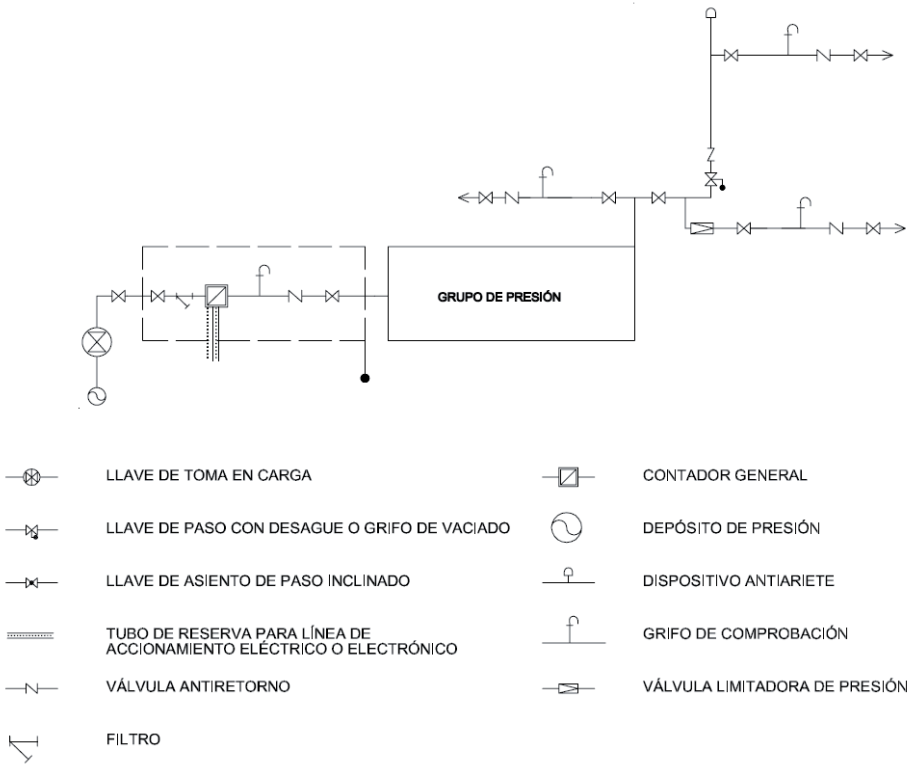 GRUPO DE PRESIÓN
LLAVE DE TOMA EN CARGA
LLAVE DE PASO CON DESAGUE O GRIFO DE VACIADO
LLAVE DE ASIENTO DE PASO INCLINADO
TUBO DE RESERVA PARA LÍNEA DE
ACCIONAMIENTO ELÉCTRICO O ELECTRÓNICO
VÁLVULA ANTIRETORNO
FILTRO
CONTADOR GENERAL
DEPÓSITO DE PRESIÓN
DISPOSITIVO ANTIARIETE
GRIFO DE COMPROBACIÓN
VÁLVULA LIMITADORA DE PRESIÓN